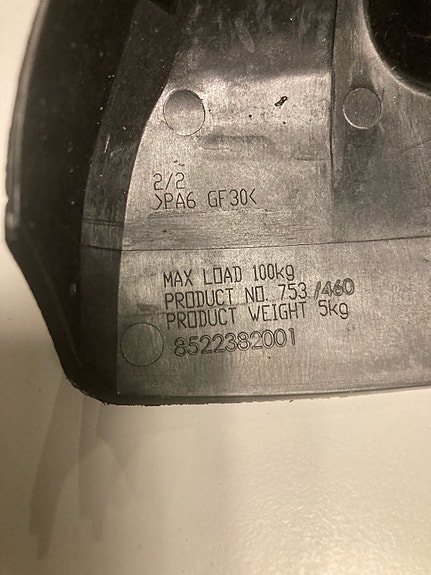 2/2
>PA6 GF30<
MAX LOAD 100kg
PRODUCT NO. 753 /460
PRODUCT WEIGHT 5kg
8522382001